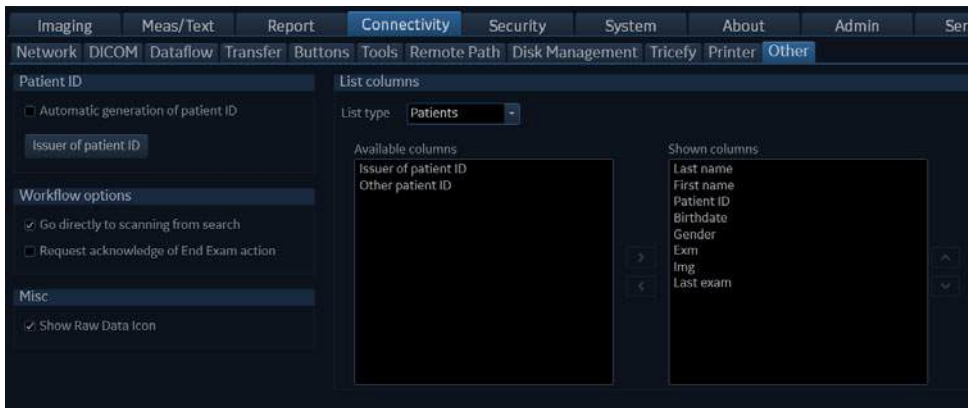 Imaging Meas/Text Report Connectivity Security System About Admin Ser
Network DICOM Dataflow Transfer Buttons Tools Remote Path Disk Management Tricefy Printer Other
Patient ID
Automatic generation of patient ID
Issuer of patient ID
Workflow options
Go directly to scanning from search
Request acknowledge of End Exam action
Misc
Show Raw Data Icon
List columns
List type Patients
Available columns
Issuer of patient ID
Other patient ID
Shown columns
Last name
First name
Patient ID
Birthdate
Gender
Exm
Img
Last exam